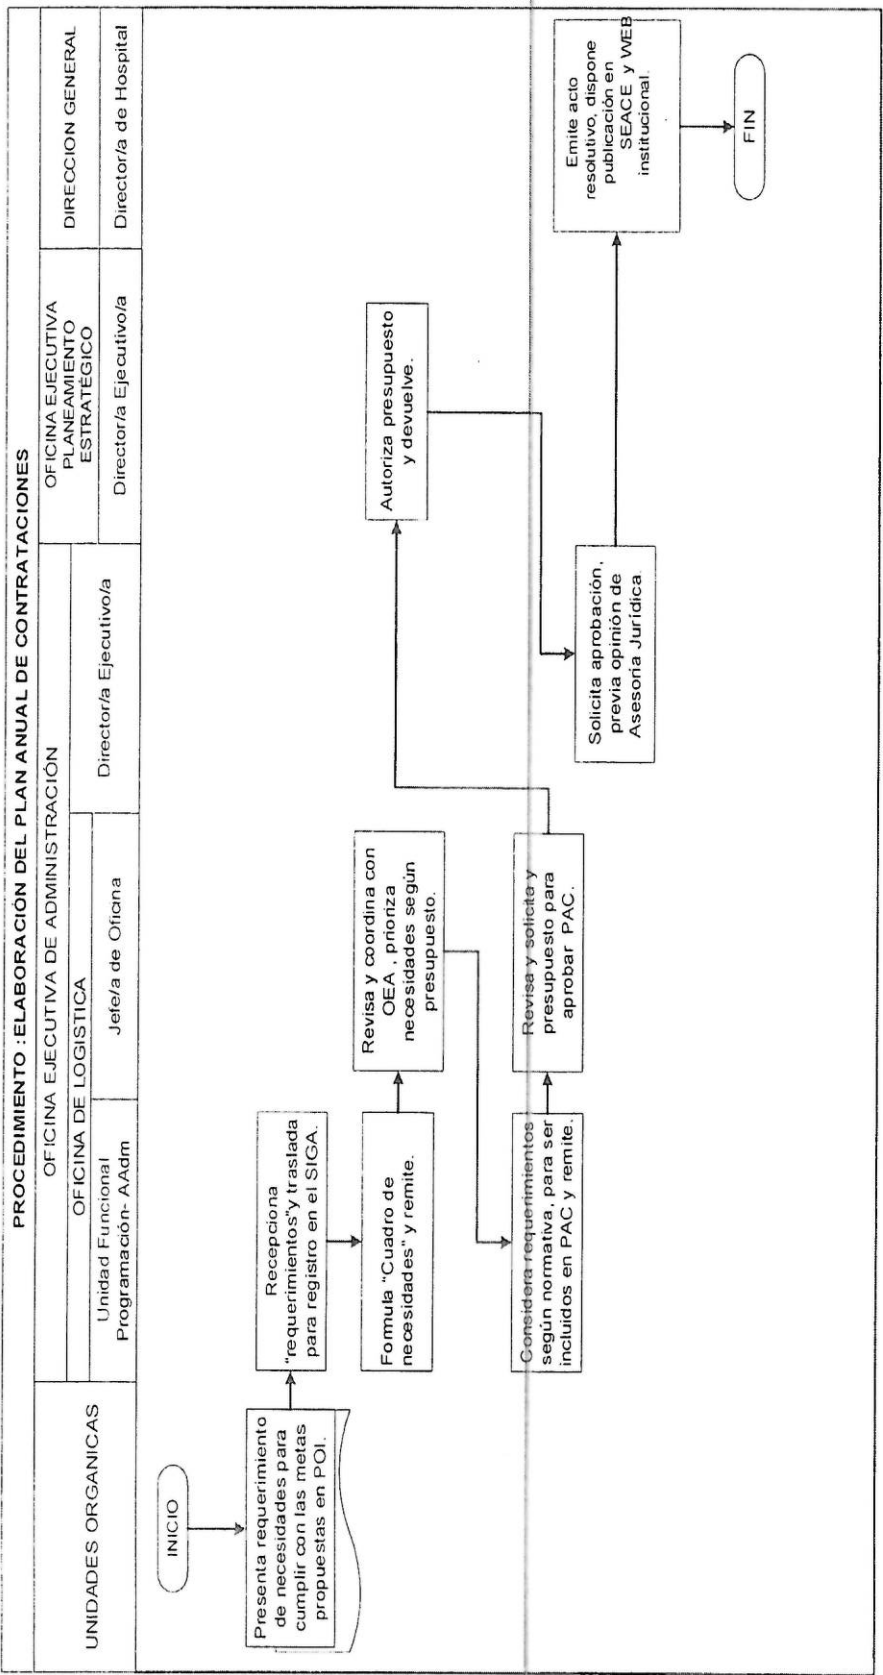 PROCEDIMIENTO : ELABORACIÓN DEL PLAN ANUAL DE CONTRATACIONES
UNIDADES ORGANICAS
OFICINA EJECUTIVA DE ADMINISTRACIÓN
OFICINA DE LOGISTICA
Unidad Funcional
Programación- AAdm
Jefe/a de Oficina
Director/a Ejecutivo/a
OFICINA EJECUTIVA
PLANEAMIENTO
ESTRATÉGICO
Director/a Ejecutivo/a
DIRECCION GENERAL
Director/a de Hospital
INICIO
Presenta requerimiento
de necesidades para
cumplir con las metas
propuestas en POI.
Recepciona
"requerimientos"y traslada
para registro en el SIGA.
Formula "Cuadro de
necesidades" y remite.
Revisa y coordina con
OEA , prioriza
necesidades según
presupuesto.
Considera requerimientos
según normativa, para ser
incluidos en PAC y remite.
Revisa y solicita y
presupuesto para
aprobar PAC.
Autoriza presupuesto
y devuelve.
Solicita aprobación,
previa opinión de
Asesoría Jurídica.
Emite acto
resolutivo, dispone
publicación en
SEACE y WEB
institucional.
FIN